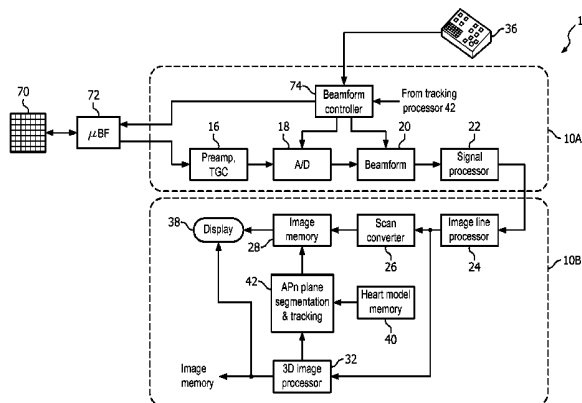 36
1
70
72
74
Beamform
controller
From tracking
processor 42
μBF
16
18
20
22
10A
Preamp,
TGC
A/D
Beamform
Signal
processor
38
Display
Image
memory
28
Scan
converter
26
Image line
processor
24
10B
42
APn plane
segmentation
& tracking
Heart model
memory
40
Image
memory
3D image
processor
32